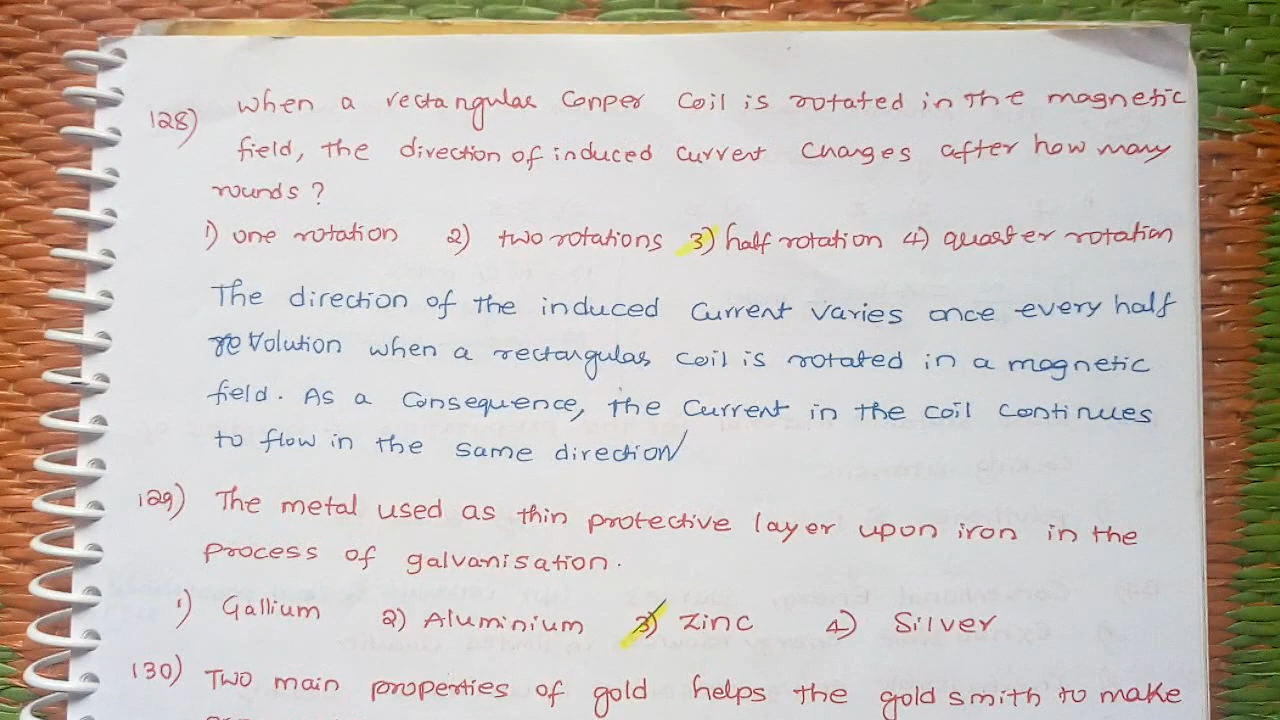 128) When a rectangular Conper Coil is rotated in the magnetic
field, the direction of induced current changes after how many
rounds?
1) one rotation 2) two rotations 3) half rotation 4) quarter rotation
The direction of the induced Current varies once every half
revolution when a rectangular coil is rotated in a magnetic
field. As a Consequence, the Current in the coil continues
to flow in the same direction
129) The metal used as thin protective layer upon iron in the
process of galvanisation.
1) Gallium 2) Aluminium 3) Zinc 4) Silver
130) Two main properties of gold helps the gold smith to make